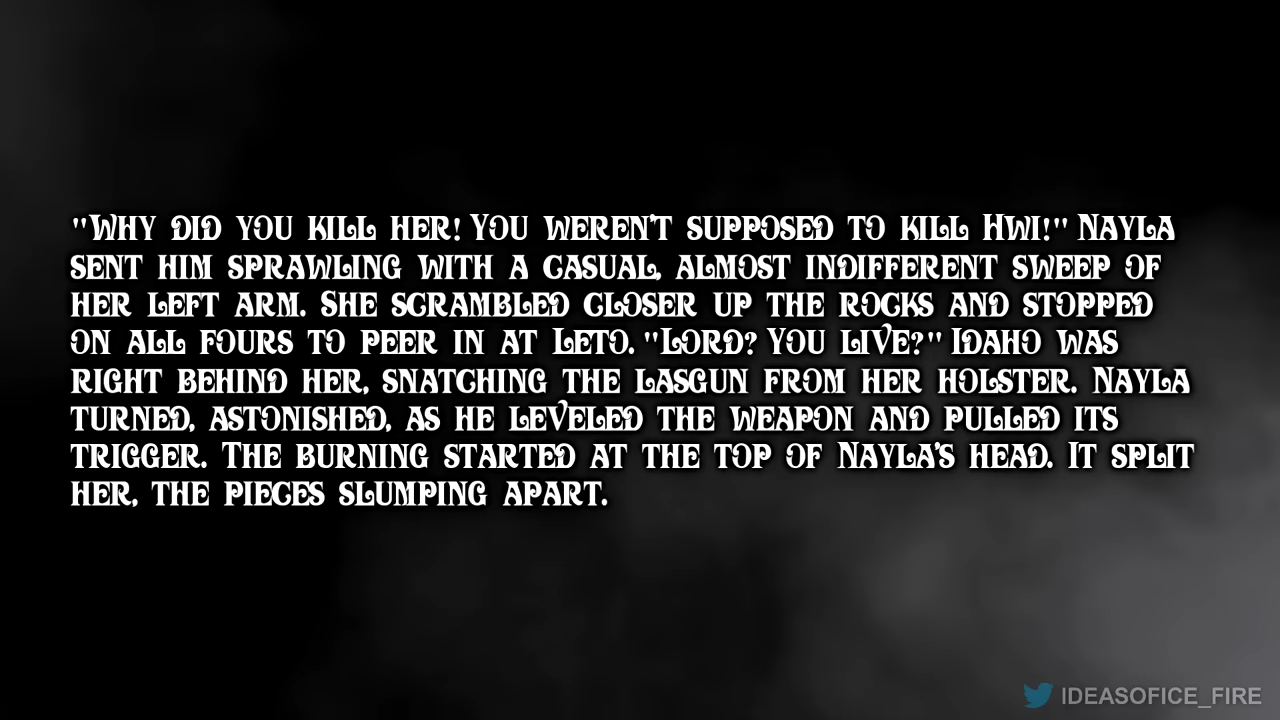 "Why did you kill her! You weren't supposed to kill Hwi!" Nayla
sent him sprawling with a casual, almost indifferent sweep of
her left arm. She scrambled closer up the rocks and stopped
on all fours to peer in at Leto. "Lord? You live?" Idaho was
right behind her, snatching the lasgun from her holster. Nayla
turned, astonished, as he leveled the weapon and pulled its
trigger. The burning started at the top of Nayla's head. It split
her, the pieces slumping apart.
IDEASOFICE_FIRE